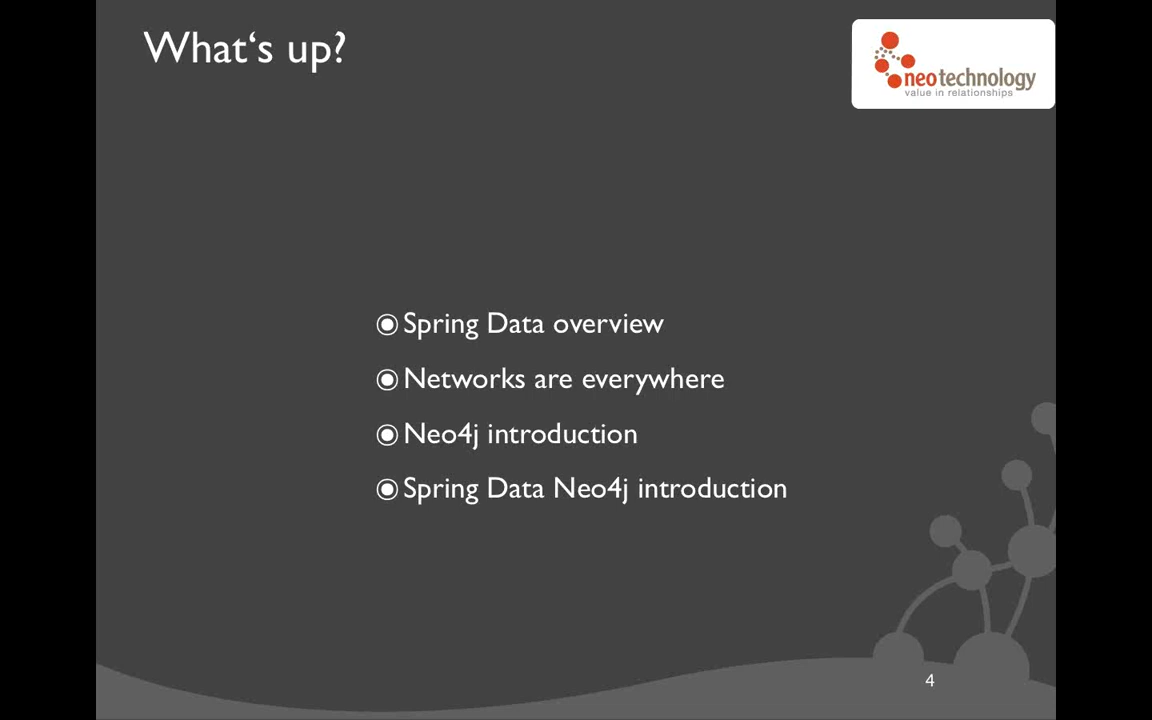 What‘s up?
neotechnology
value in relationships
Spring Data overview
Networks are everywhere
Neo4j introduction
Spring Data Neo4j introduction
4